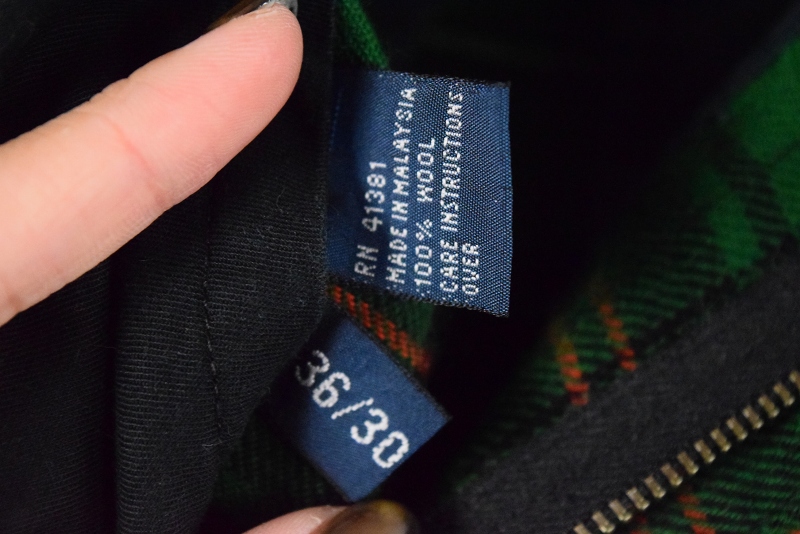 RN 41381
MADE IN MALAYSIA
100% WOOL
CARE INSTRUCTIONS
OVER
36/30